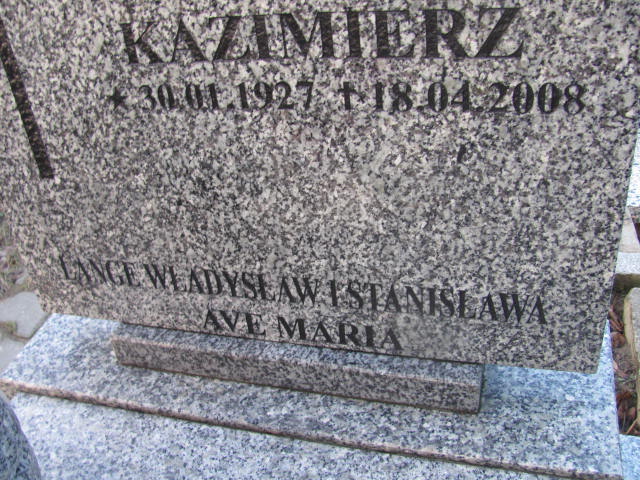 KAZIMIERZ
★ 30.01.1927 ✝ 18.04.2008
LANGE WŁADYSŁAW I STANISŁAWA
AVE MARIA